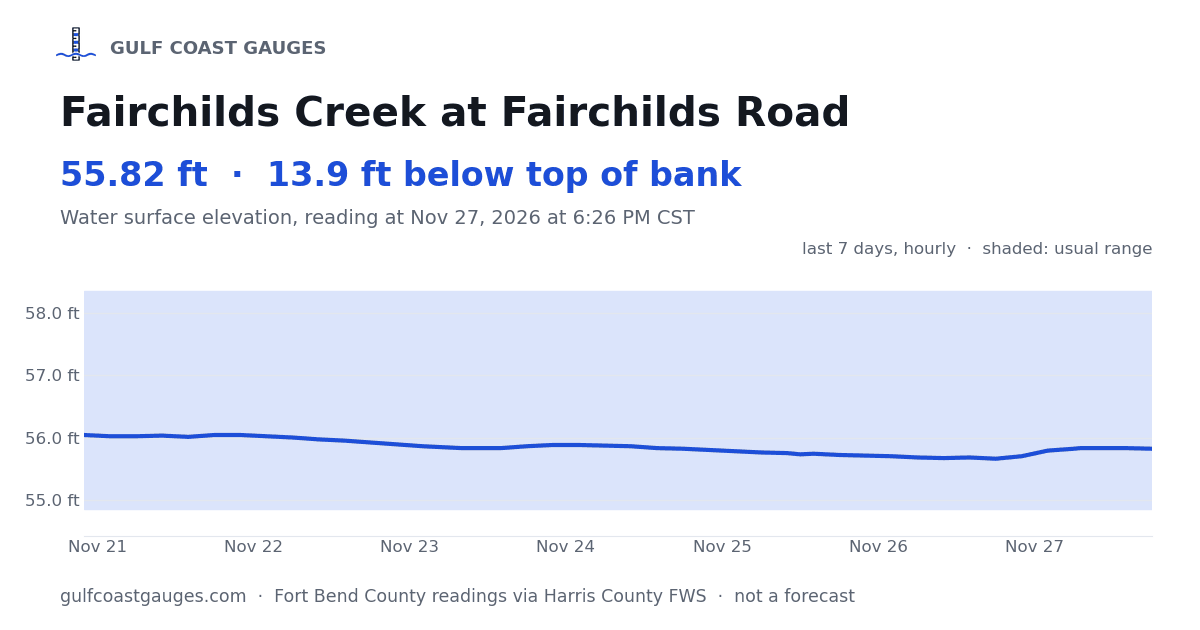 GULF COAST GAUGES
Fairchilds Creek at Fairchilds Road
55.82 ft · 13.9 ft below top of bank
Water surface elevation, reading at Nov 27, 2026 at 6:26 PM CST
last 7 days, hourly · shaded: usual range
58.0 ft
57.0 ft
56.0 ft
55.0 ft
Nov 21 Nov 22 Nov 23 Nov 24 Nov 25 Nov 26 Nov 27
gulfcoastgauges.com · Fort Bend County readings via Harris County FWS · not a forecast